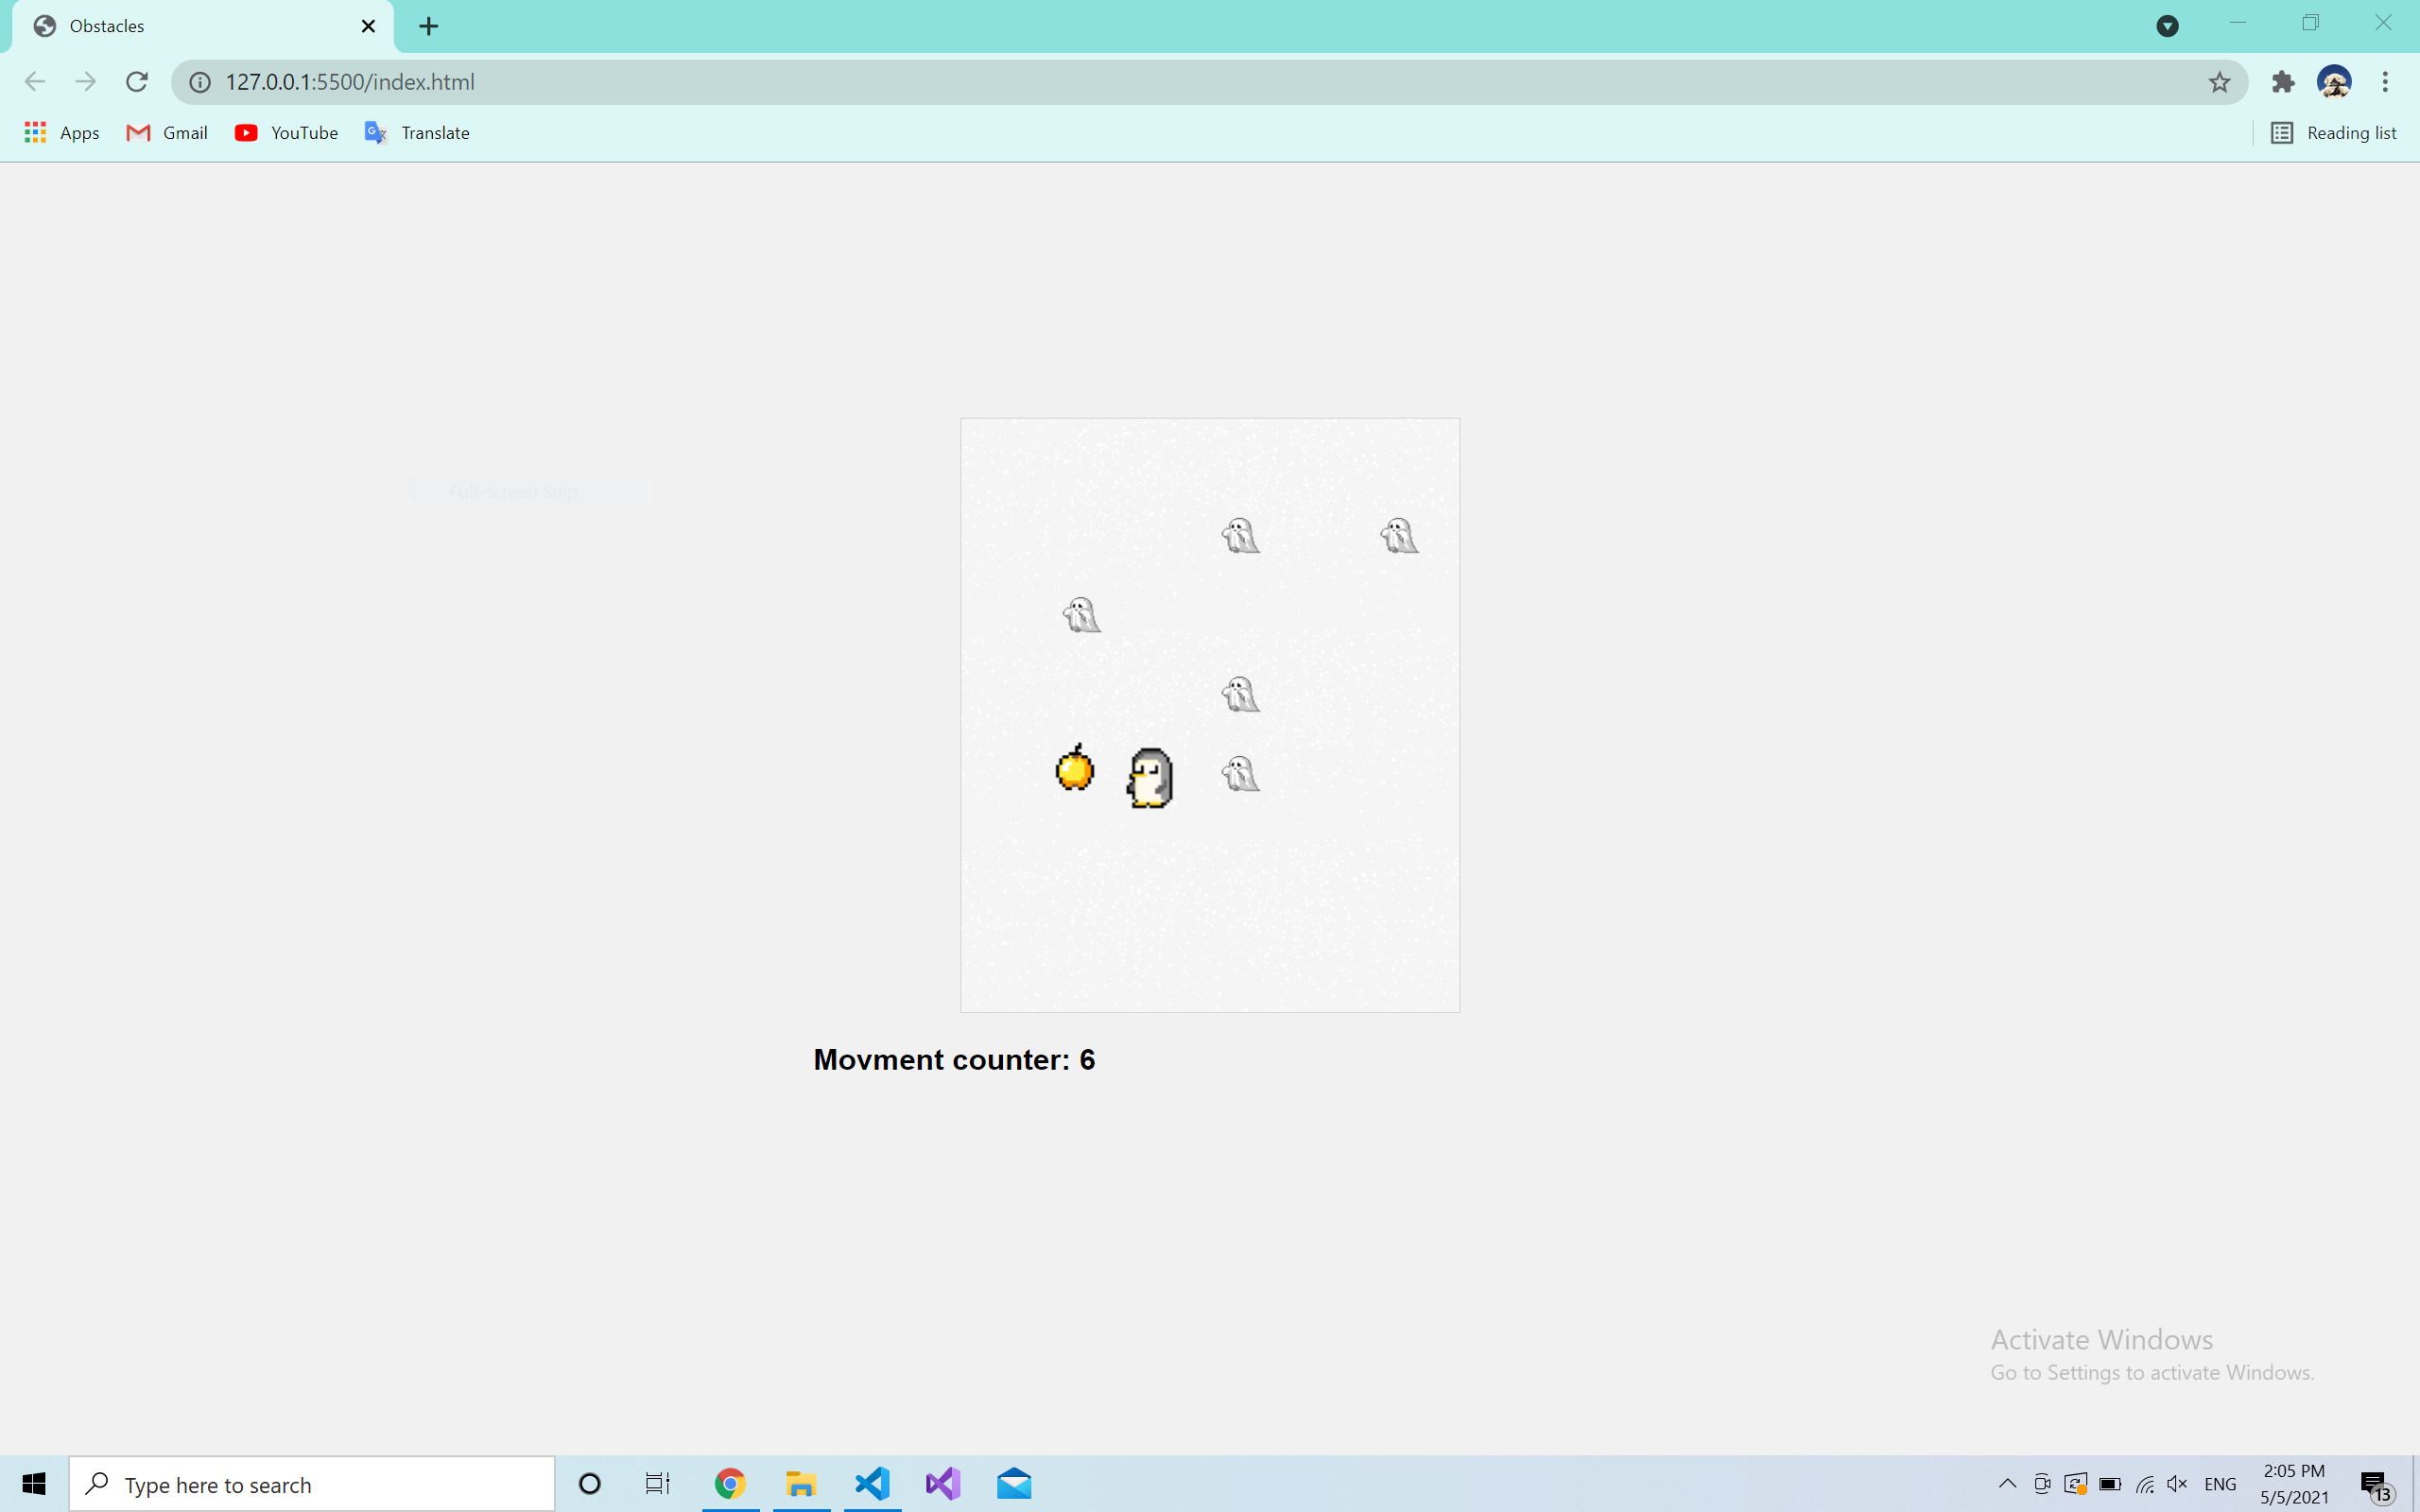 Obstacles
127.0.0.1:5500/index.html
Apps Gmail YouTube Translate Reading list
Full-screen Snip
Movment counter: 6
Activate Windows
Go to Settings to activate Windows.
Type here to search
ENG
2:05 PM
5/5/2021
13